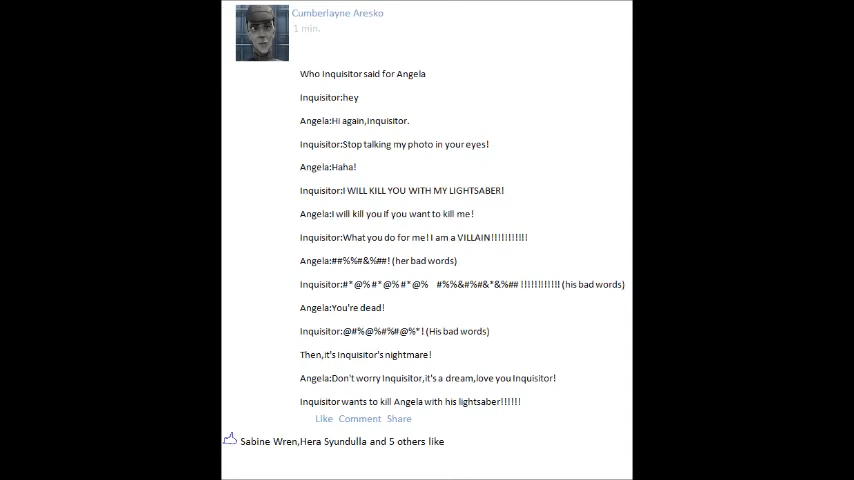 Cumberlayne Aresko
1 min.
Who Inquisitor said for Angela
Inquisitor:hey
Angela:Hi again,Inquisitor.
Inquisitor:Stop talking my photo in your eyes!
Angela:Haha!
Inquisitor:I WILL KILL YOU WITH MY LIGHTSABER!
Angela:I will kill you if you want to kill me!
Inquisitor:What you do for me! I am a VILLAIN!!!!!!!!!!!
Angela:##%%#&%##! (her bad words)
Inquisitor:#*@% #*@% #*@% #%%&#%#&*&%## !!!!!!!!!!!! (his bad words)
Angela:You're dead!
Inquisitor:@#%@%#%#@%*! (His bad words)
Then,it's Inquisitor's nightmare!
Angela:Don't worry Inquisitor,it's a dream,love you Inquisitor!
Inquisitor wants to kill Angela with his lightsaber!!!!!!
Like Comment Share
Sabine Wren,Hera Syundulla and 5 others like